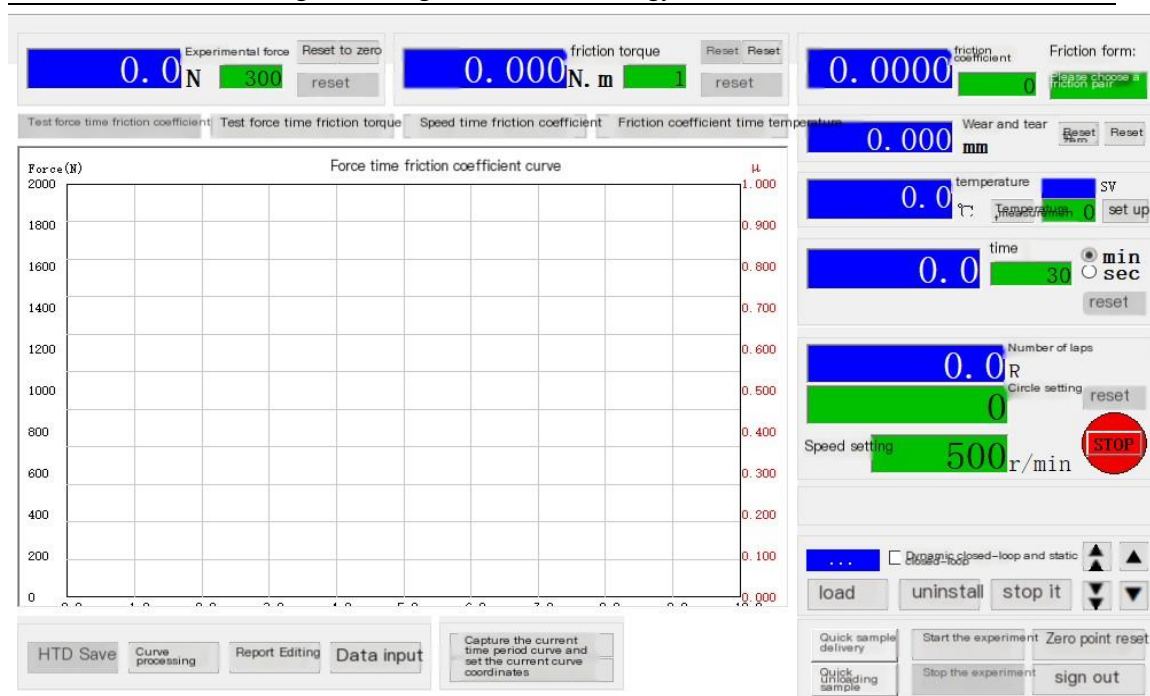 Experimental force
Reset to zero
0.0 N
300
reset
friction torque
Reset Reset
0.000 N. m
1
reset
0.0000
friction
coefficient
0
Friction form:
Please choose a
friction pair
Test force time friction coefficient
Test force time friction torque
Speed time friction coefficient
Friction coefficient time temperature
0.000
Wear and tear
mm
Reset
Reset
0.0
temperature
℃
Temperature
SV
0
set up
0.0
time
30
min
sec
reset
Force time friction coefficient curve
Force(N)
μ
2000
1.000
1800
0.900
1600
0.800
1400
0.700
1200
0.600
1000
0.500
800
0.400
600
0.300
400
0.200
200
0.100
0
0.000
Number of laps
0.0 R
Circle setting
0
reset
Speed setting
500 r/min
STOP
...
Dynamic closed-loop and static
closed-loop
load
uninstall
stop it
HTD Save
Curve
processing
Report Editing
Data input
Capture the current
time period curve and
set the current curve
coordinates
Quick sample
delivery
Start the experiment
Zero point reset
Quick
unloading
sample
Stop the experiment
sign out